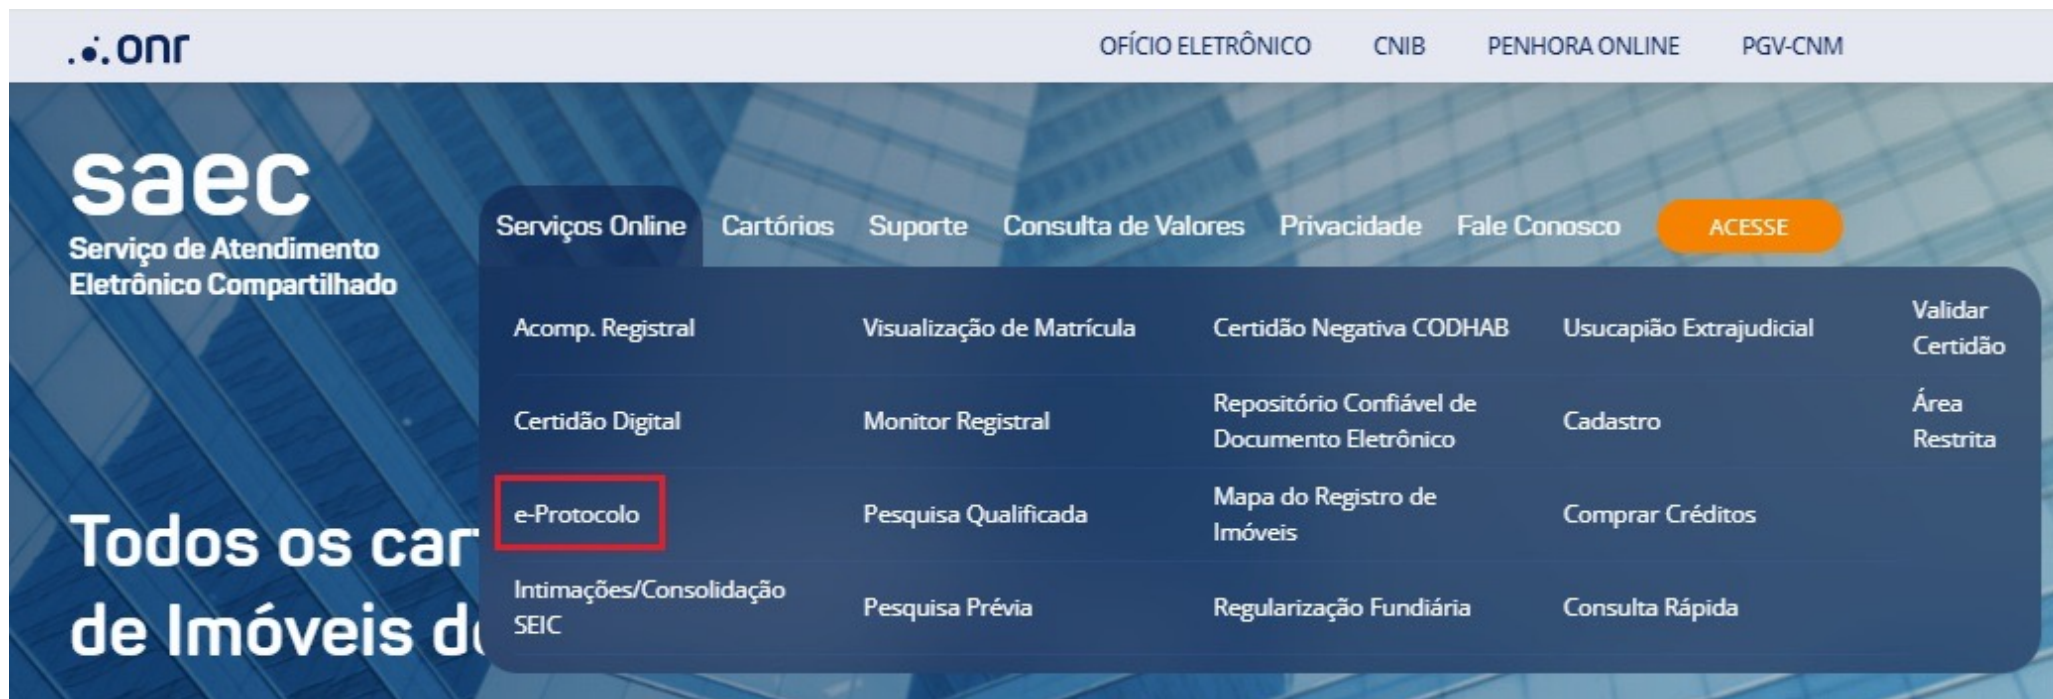 onr
OFÍCIO ELETRÔNICO CNIB PENHORA ONLINE PGV-CNM
saec
Serviço de Atendimento
Eletrônico Compartilhado
Serviços Online Cartórios Suporte Consulta de Valores Privacidade Fale Conosco ACESSE
Acomp. Registral
Visualização de Matrícula
Certidão Negativa CODHAB
Usucapião Extrajudicial
Validar
Certidão
Certidão Digital
Monitor Registral
Repositório Confiável de
Documento Eletrônico
Cadastro
Área
Restrita
e-Protocolo
Pesquisa Qualificada
Mapa do Registro de
Imóveis
Comprar Créditos
Intimações/Consolidação
SEIC
Pesquisa Prévia
Regularização Fundiária
Consulta Rápida
Todos os car
de Imóveis d